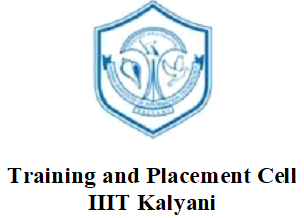 Training and Placement Cell
IIIT Kalyani